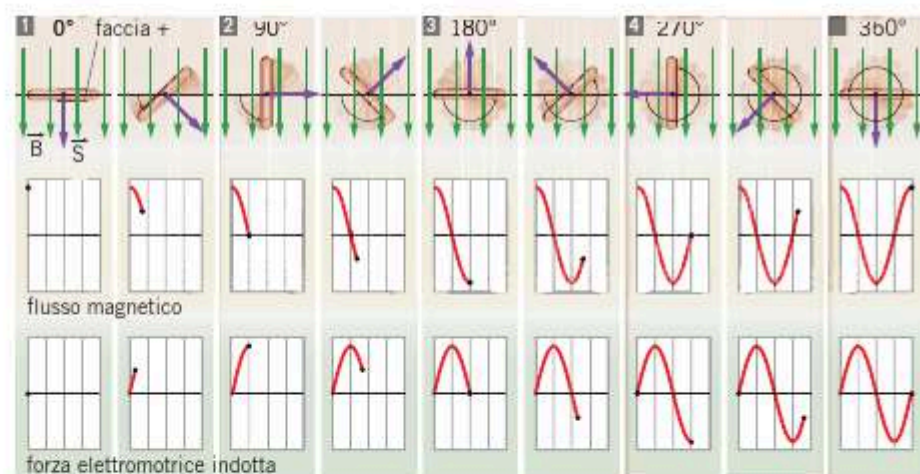 1 0° faccia + 2 90° 3 180° 4 270° 360°
B S
flusso magnetico
forza elettromotrice indotta